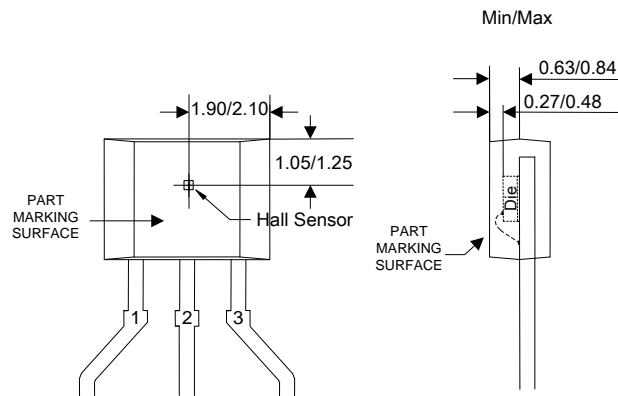 Min/Max
0.63/0.84
0.27/0.48
1.90/2.10
1.05/1.25
PART
MARKING
SURFACE
Hall Sensor
Die
PART
MARKING
SURFACE
1
2
3